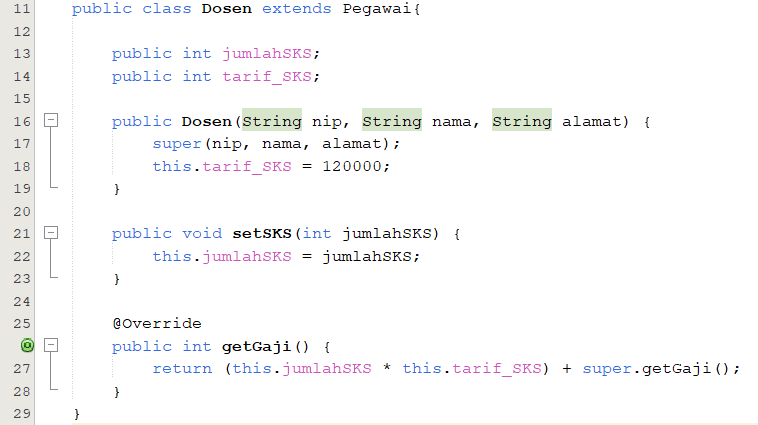 11 public class Dosen extends Pegawai{
12
13     public int jumlahSKS;
14     public int tarif_SKS;
15
16     public Dosen(String nip, String nama, String alamat) {
17         super(nip, nama, alamat);
18         this.tarif_SKS = 120000;
19     }
20
21     public void setSKS(int jumlahSKS) {
22         this.jumlahSKS = jumlahSKS;
23     }
24
25     @Override
    public int getGaji() {
27         return (this.jumlahSKS * this.tarif_SKS) + super.getGaji();
28     }
29 }